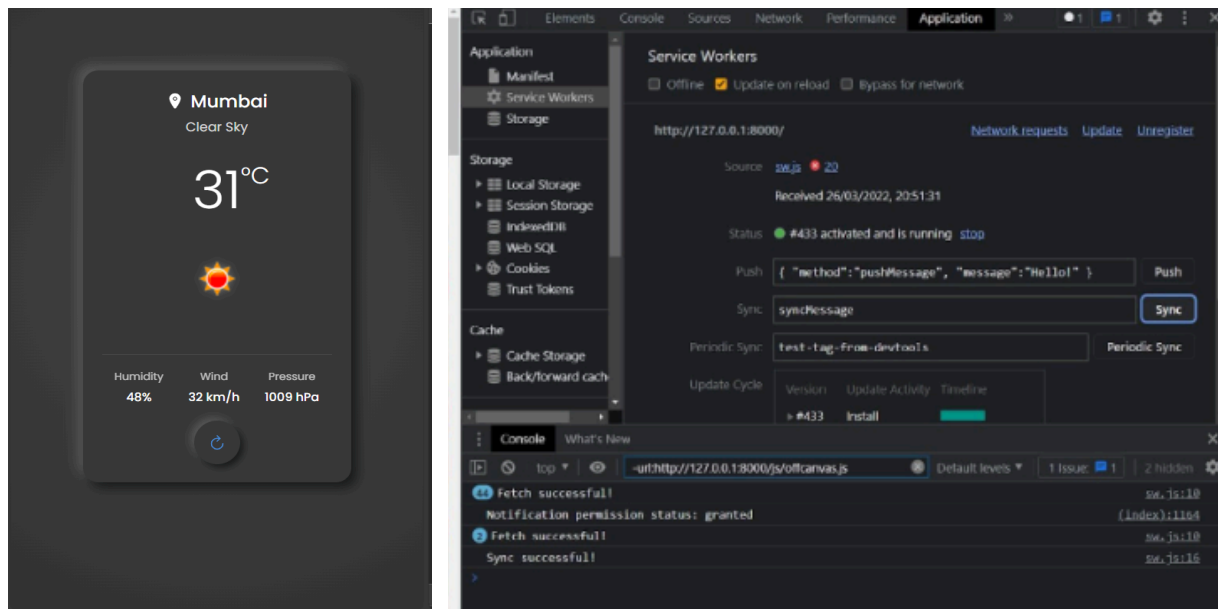 Mumbai
Clear Sky
31°C
Humidity Wind Pressure
48% 32 km/h 1009 hPa
Elements Console Sources Network Performance Application » 1 1
Application
Manifest
Service Workers
Storage
Storage
Local Storage
Session Storage
IndexedDB
Web SQL
Cookies
Trust Tokens
Cache
Cache Storage
Back/forward cach
Service Workers
Offline Update on reload Bypass for network
http://127.0.0.1:8000/ Network requests Update Unregister
Source sw.js 20
Received 26/03/2022, 20:51:31
Status #433 activated and is running stop
Push { "method":"pushMessage", "message":"Hello!" } Push
Sync syncMessage Sync
Periodic Sync test-tag-from-devtools Periodic Sync
Update Cycle Version Update Activity Timeline
#433 Install
Console What's New
top -url:http://127.0.0.1:8000/js/offcanvas.js Default levels 1 Issue: 1 2 hidden
44 Fetch successful! sw.js:10
Notification permission status: granted (index):1164
2 Fetch successful! sw.js:10
Sync successful! sw.js:16